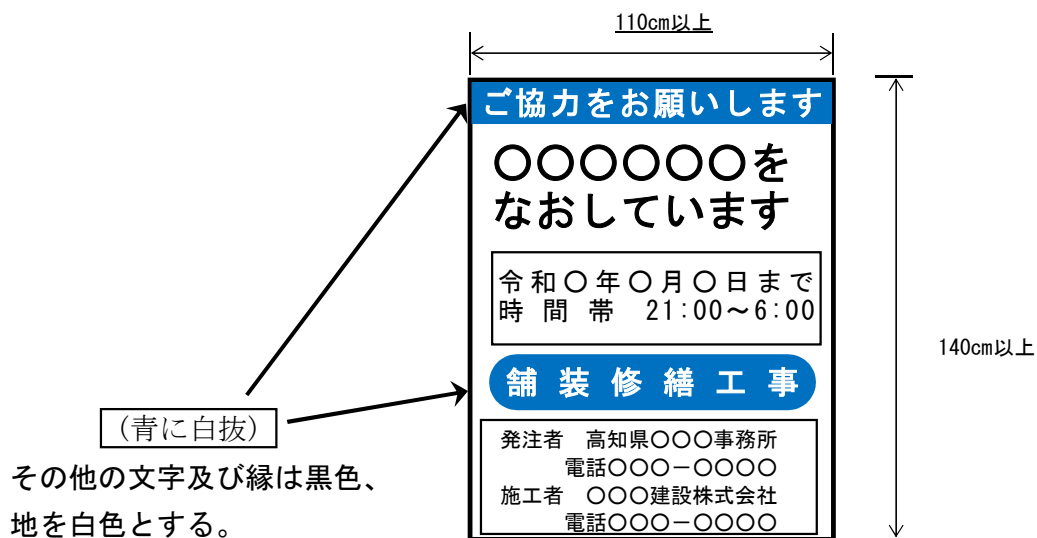 110cm以上
ご協力をお願いします
〇〇〇〇〇〇を
なおしています
令和〇年〇月〇日まで
時間帯 21:00～6:00
140cm以上
舗装修繕工事
(青に白抜)
その他の文字及び縁は黒色、
地を白色とする。
発注者 高知県〇〇〇事務所
電話〇〇〇－〇〇〇〇
施工者 〇〇〇建設株式会社
電話〇〇〇－〇〇〇〇